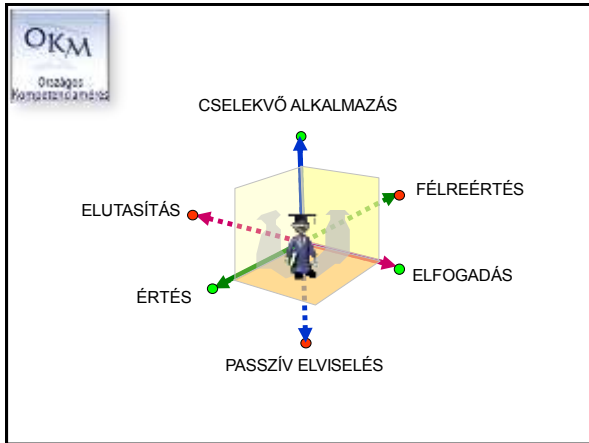 OKM
Országos
Kompetenciamérés
CSELEKVŐ ALKALMAZÁS
FÉLREÉRTÉS
ELUTASÍTÁS
ELFOGADÁS
ÉRTÉS
PASSZÍV ELVISELÉS